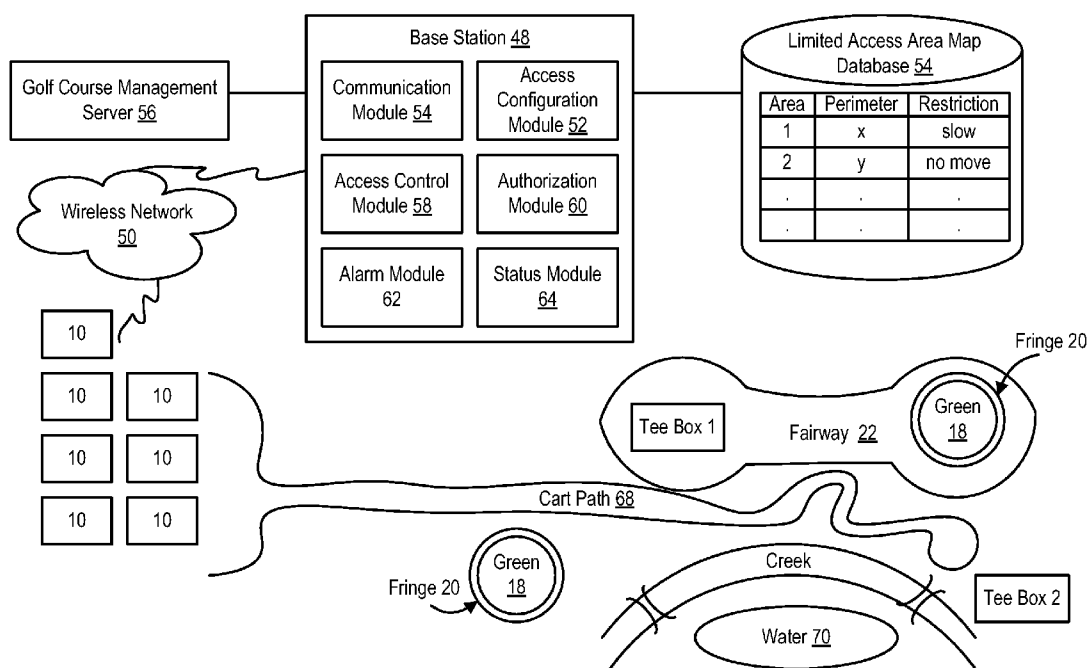 Base Station 48
Golf Course Management
Server 56
Communication
Module 54
Access
Configuration
Module 52
Access Control
Module 58
Authorization
Module 60
Alarm Module
62
Status Module
64
Limited Access Area Map
Database 54
Area Perimeter Restriction
1 x slow
2 y no move
. . .
. . .
Wireless Network
50
10
10 10
10 10
10 10
Fringe 20
Tee Box 1
Fairway 22
Green
18
Cart Path 68
Green
18
Fringe 20
Creek
Tee Box 2
Water 70